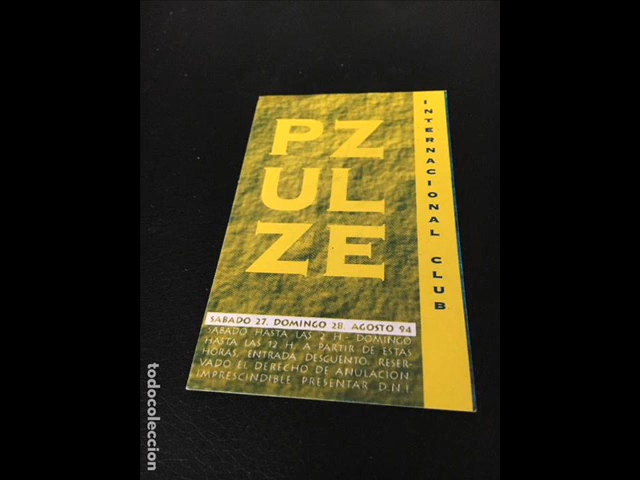 PZ
UL
ZE
INTERNACIONAL CLUB
SABADO 27, DOMINGO 28, AGOSTO 94
SABADO HASTA LAS 2 H - DOMINGO
HASTA LAS 12 H. A PARTIR DE ESTAS
HORAS, ENTRADA DESCUENTO. RESER-
VADO EL DERECHO DE ANULACION
IMPRESCINDIBLE PRESENTAR D.N.I
todocoleccion